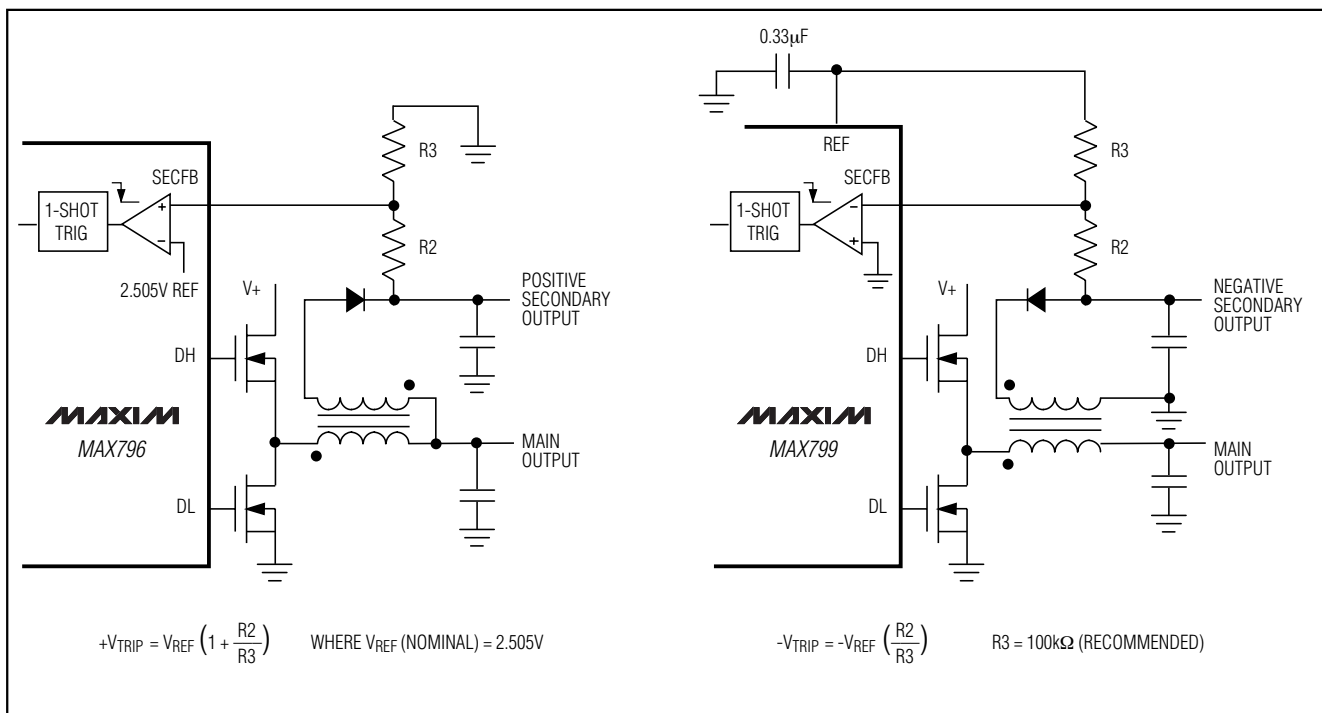 R3
SECFB
+
−
1-SHOT
TRIG
2.505V REF
R2
V+
POSITIVE
SECONDARY
OUTPUT
DH
MAXIM
MAX796
MAIN
OUTPUT
DL
+VTRIP = VREF (1 + R2/R3) WHERE VREF (NOMINAL) = 2.505V
0.33µF
REF
R3
SECFB
−
+
1-SHOT
TRIG
R2
V+
NEGATIVE
SECONDARY
OUTPUT
DH
MAXIM
MAX799
MAIN
OUTPUT
DL
-VTRIP = -VREF (R2/R3) R3 = 100kΩ (RECOMMENDED)